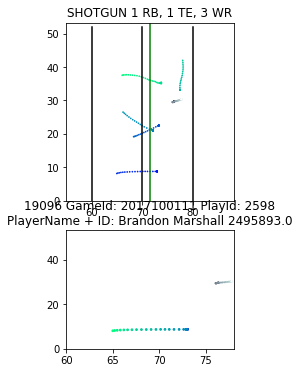 SHOTGUN 1 RB, 1 TE, 3 WR
50
40
30
20
10
0
60 70 80
19096 GameId: 2017100111, PlayId: 2598
PlayerName + ID: Brandon Marshall 2495893.0
40
20
0
60 65 70 75